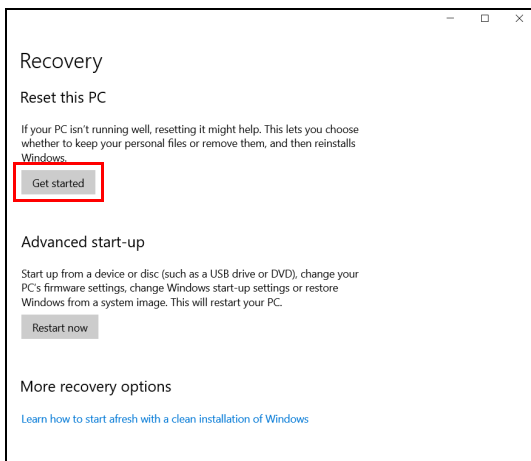 Recovery
Reset this PC
If your PC isn't running well, resetting it might help. This lets you choose
whether to keep your personal files or remove them, and then reinstalls
Windows.
Get started
Advanced start-up
Start up from a device or disc (such as a USB drive or DVD), change your
PC's firmware settings, change Windows start-up settings or restore
Windows from a system image. This will restart your PC.
Restart now
More recovery options
Learn how to start afresh with a clean installation of Windows